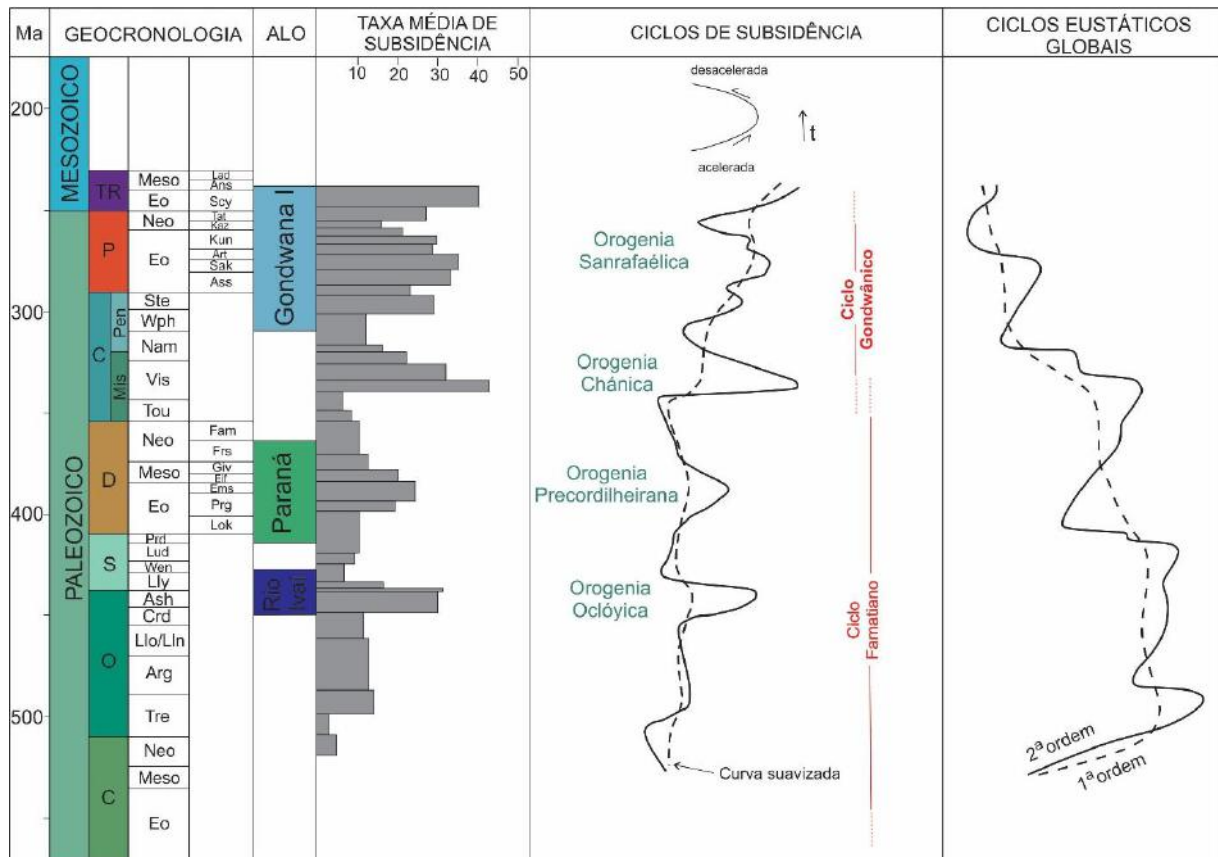 Ma
GEOCRONOLOGIA
ALO
TAXA MÉDIA DE
SUBSIDÊNCIA
CICLOS DE SUBSIDÊNCIA
CICLOS EUSTÁTICOS
GLOBAIS
10 20 30 40 50
200
300
400
500
MESOZOICO
PALEOZOICO
TR
P
C
Pen
Mis
D
S
O
C
Meso
Eo
Neo
Eo
Ste
Wph
Nam
Vis
Tou
Neo
Meso
Eo
Prd
Lud
Wen
Lly
Ash
Crd
Llo/Lln
Arg
Tre
Neo
Meso
Eo
Lad
Ans
Scy
Tat
Kaz
Kun
Art
Sak
Ass
Fam
Frs
Giv
Eif
Ems
Prg
Lok
Gondwana I
Paraná
Rio
Ivaí
desacelerada
acelerada
t
Orogenia
Sanrafaélica
Orogenia
Chánica
Orogenia
Precordilheirana
Orogenia
Oclóyica
Curva suavizada
Ciclo
Gondwânico
Ciclo
Famatiano
2ª ordem
1ª ordem